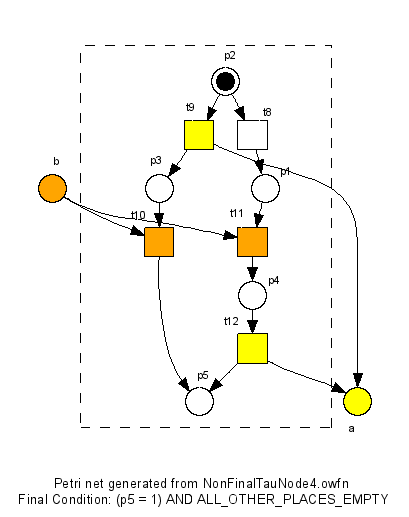 p2
t9
t8
b
p3
p1
t10
t11
p4
t12
p5
a
Petri net generated from NonFinalTauNode4.owfn
Final Condition: (p5 = 1) AND ALL_OTHER_PLACES_EMPTY